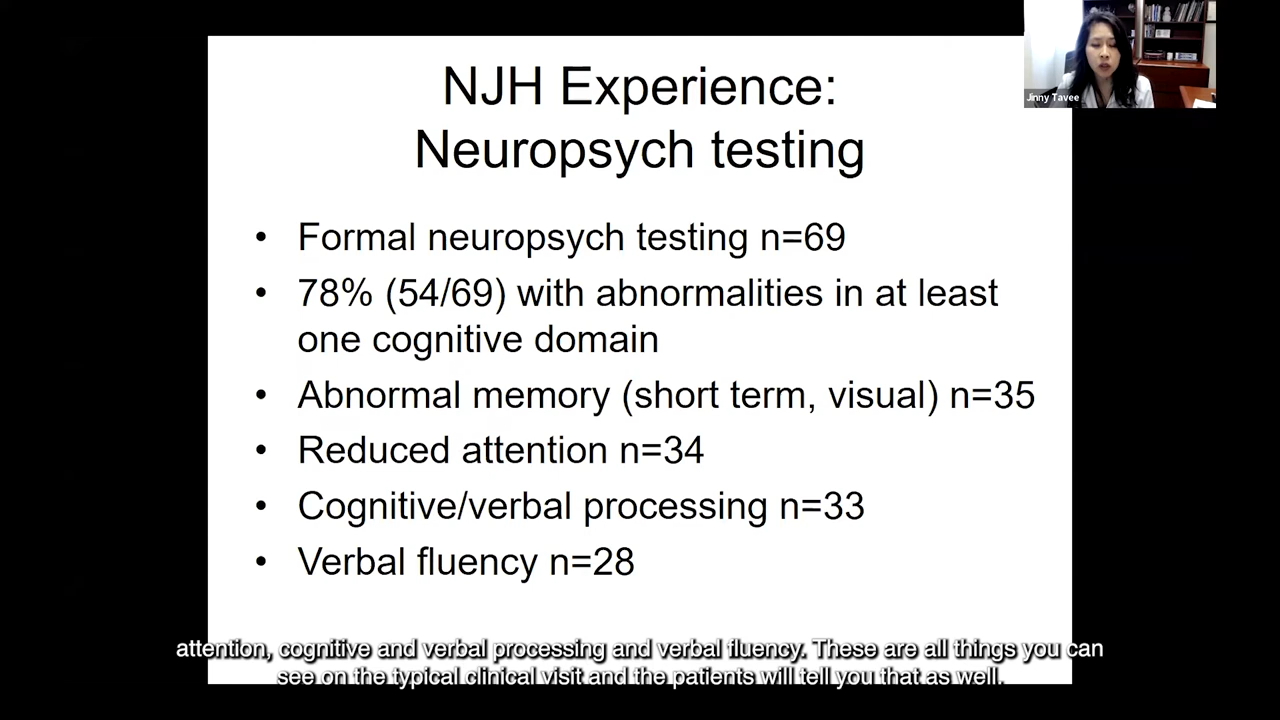 NJH Experience:
Neuropsych testing
Jinny Tavee
• Formal neuropsych testing n=69
• 78% (54/69) with abnormalities in at least
one cognitive domain
• Abnormal memory (short term, visual) n=35
• Reduced attention n=34
• Cognitive/verbal processing n=33
• Verbal fluency n=28
attention, cognitive and verbal processing and verbal fluency. These are all things you can
see on the typical clinical visit and the patients will tell you that as well.